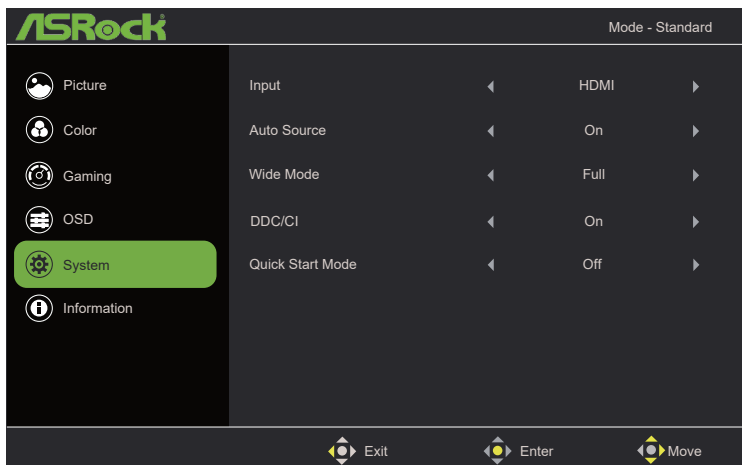 ASRock
Mode - Standard
Picture
Input HDMI
Color
Auto Source On
Gaming
Wide Mode Full
OSD
DDC/CI On
System
Quick Start Mode Off
Information
Exit Enter Move